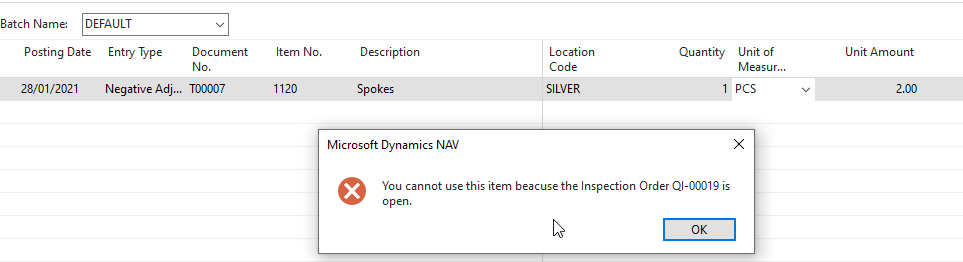 Batch Name: DEFAULT
Posting Date Entry Type Document No. Item No. Description Location Code Quantity Unit of Measur... Unit Amount
28/01/2021 Negative Adj... T00007 1120 Spokes SILVER 1 PCS 2.00
Microsoft Dynamics NAV
You cannot use this item beacuse the Inspection Order QI-00019 is
open.
OK